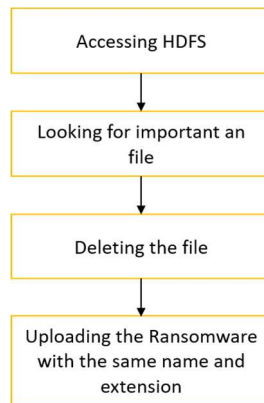 Accessing HDFS
Looking for important an
file
Deleting the file
Uploading the Ransomware
with the same name and
extension